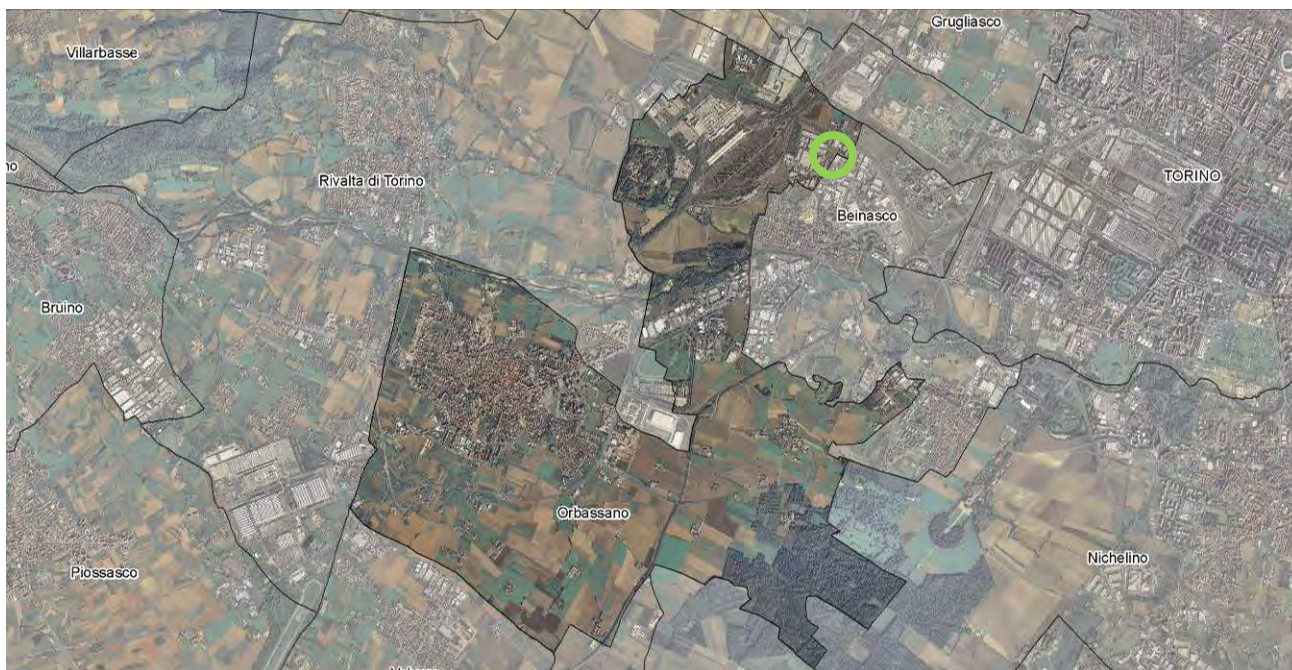 Grugliasco
Villarbasse
Rivalta di Torino
TORINO
Beinasco
Bruino
Orbassano
Nichelino
Piossasco